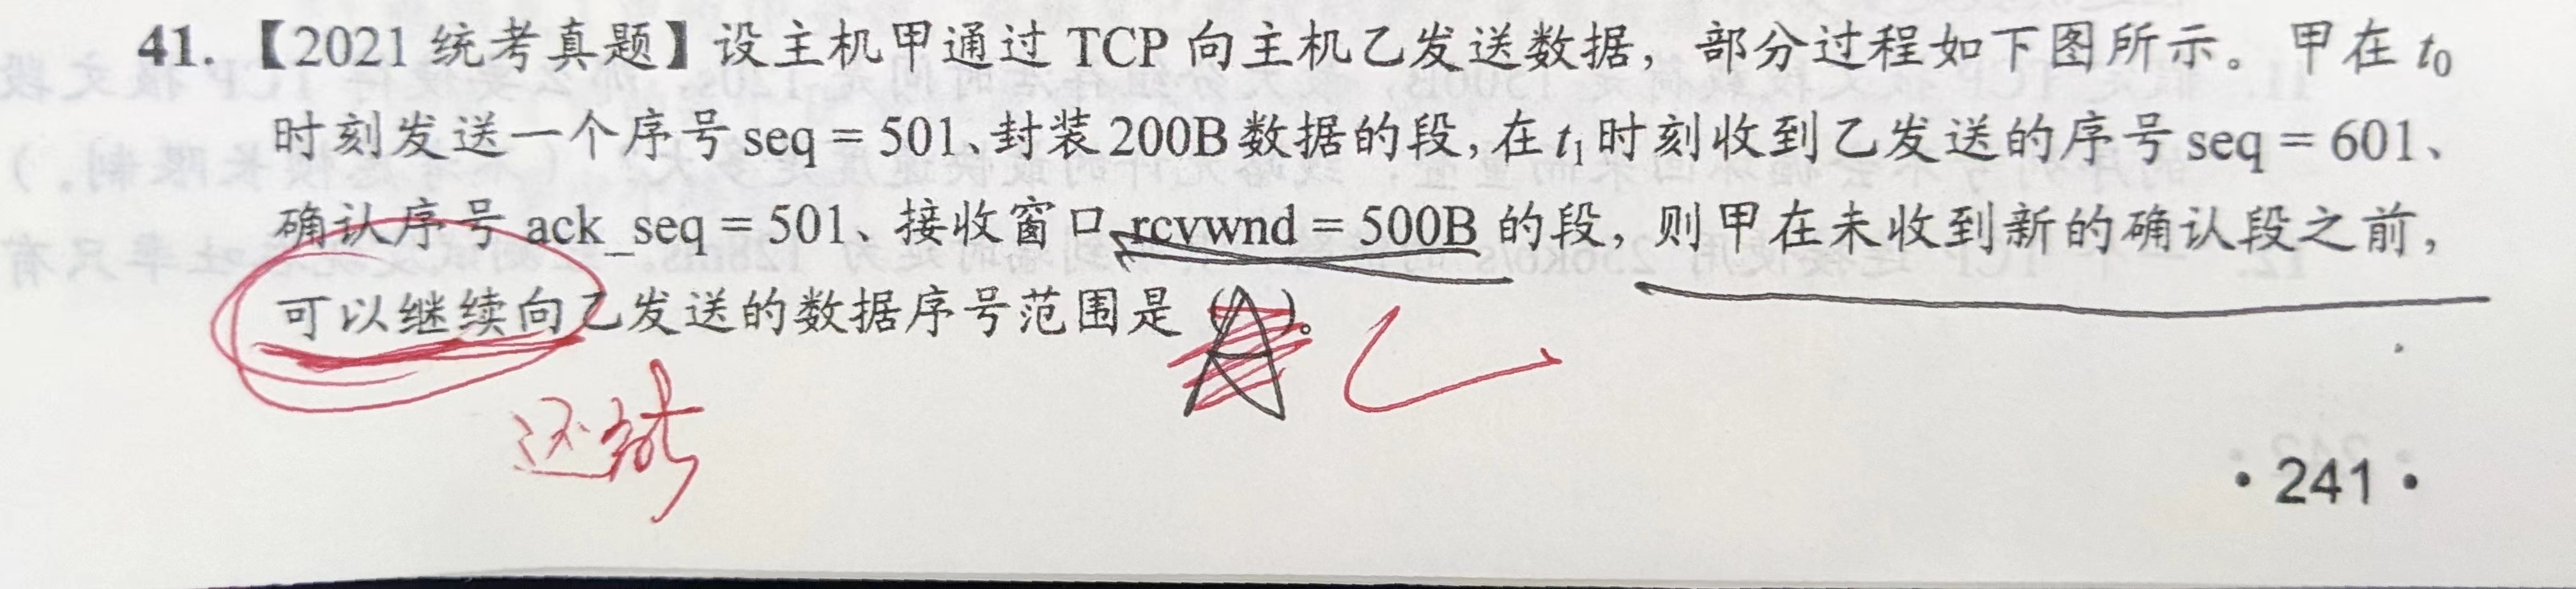 41. 【2021 统考真题】设主机甲通过 TCP 向主机乙发送数据，部分过程如下图所示。甲在 t0
时刻发送一个序号 seq = 501、封装 200B 数据的段，在 t1 时刻收到乙发送的序号 seq = 601、
确认序号 ack_seq = 501、接收窗口 rcvwnd = 500B 的段，则甲在未收到新的确认段之前，
可以继续向乙发送的数据序号范围是（A）。 C
还能
· 241 ·